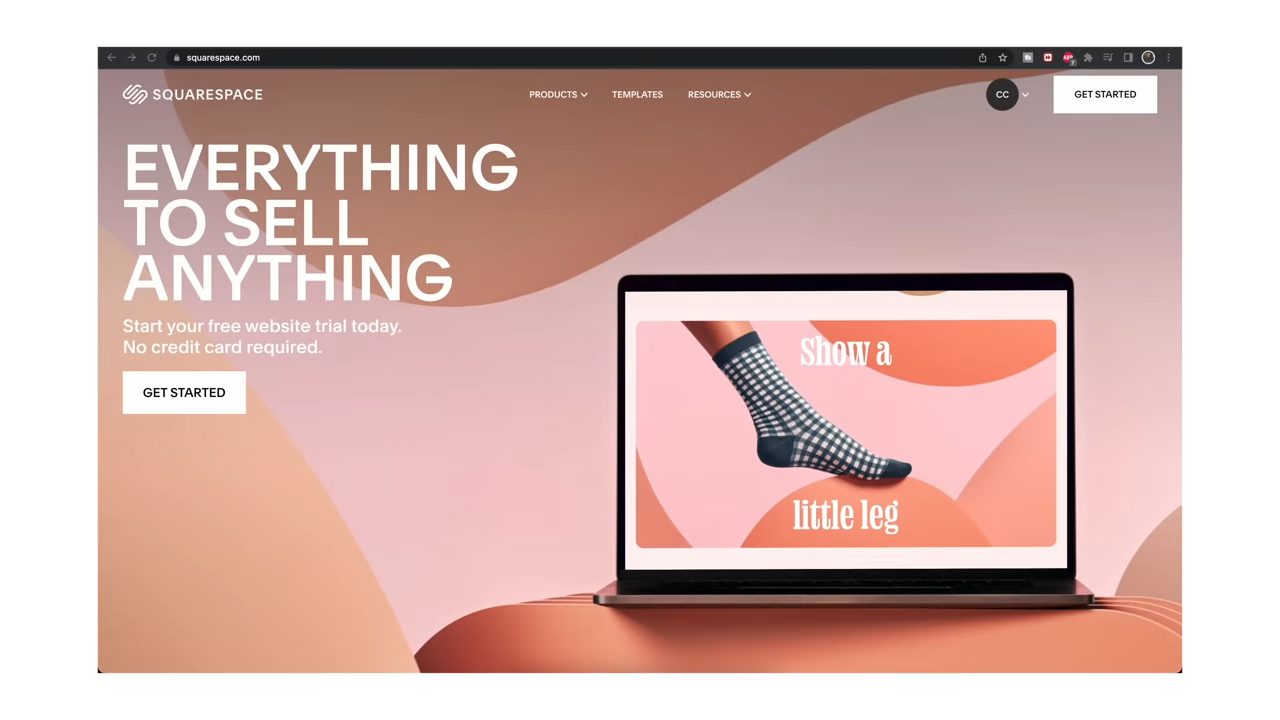 squarespace.com
SQUARESPACE
PRODUCTS
TEMPLATES
RESOURCES
CC
GET STARTED
EVERYTHING
TO SELL
ANYTHING
Start your free website trial today.
No credit card required.
GET STARTED
Show a
little leg